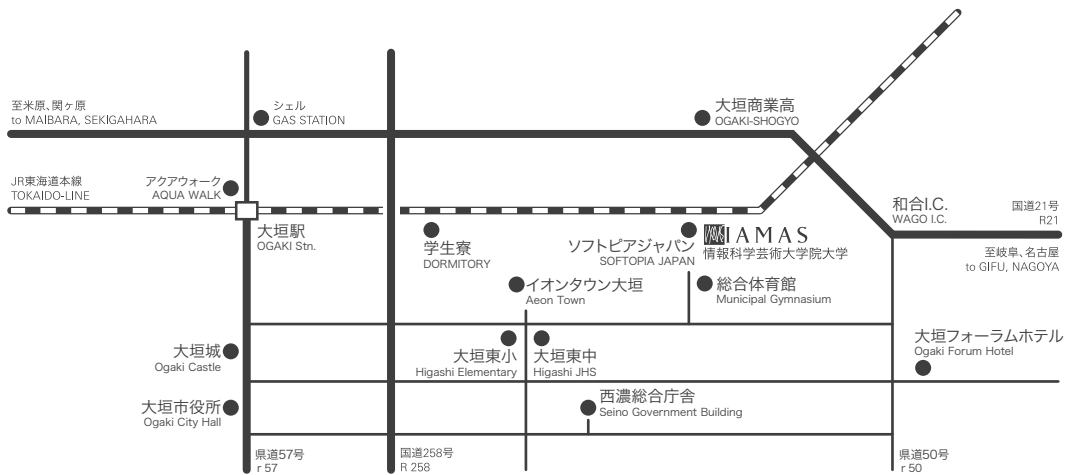 至米原、関ヶ原
to MAIBARA, SEKIGAHARA
シェル
GAS STATION
大垣商業高
OGAKI-SHOGYO
JR東海道本線
TOKAIDO-LINE
アクアウォーク
AQUA WALK
和合I.C.
WAGO I.C.
国道21号
R21
大垣駅
OGAKI Stn.
学生寮
DORMITORY
ソフトピアジャパン
SOFTOPIA JAPAN
IAMAS
情報科学芸術大学院大学
至岐阜、名古屋
to GIFU, NAGOYA
イオンタウン大垣
Aeon Town
総合体育館
Municipal Gymnasium
大垣城
Ogaki Castle
大垣東小
Higashi Elementary
大垣東中
Higashi JHS
大垣フォーラムホテル
Ogaki Forum Hotel
大垣市役所
Ogaki City Hall
西濃総合庁舎
Seino Government Building
県道57号
r 57
国道258号
R 258
県道50号
r 50